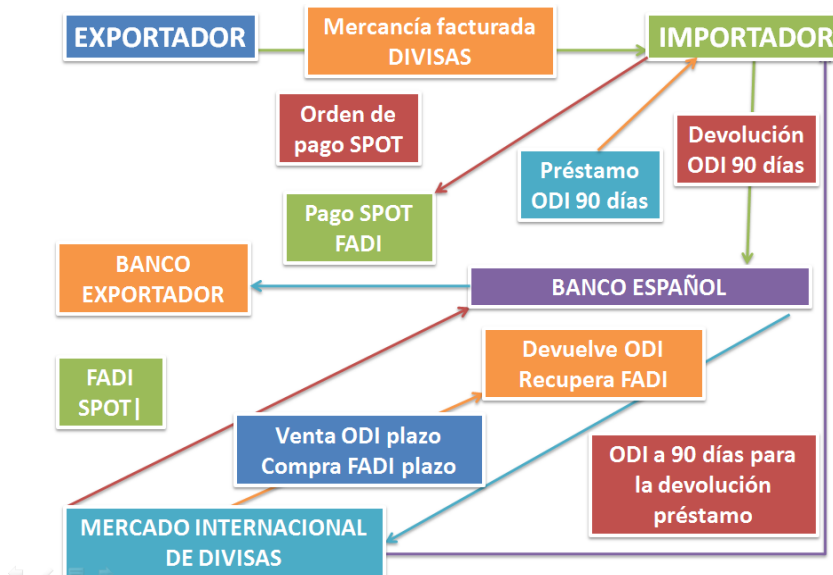 EXPORTADOR
Mercancía facturada
DIVISAS
IMPORTADOR
Orden de
pago SPOT
Préstamo
ODI 90 días
Devolución
ODI 90 días
Pago SPOT
FADI
BANCO
EXPORTADOR
BANCO ESPAÑOL
Devuelve ODI
Recupera FADI
FADI
SPOT|
Venta ODI plazo
Compra FADI plazo
ODI a 90 días para
la devolución
préstamo
MERCADO INTERNACIONAL
DE DIVISAS